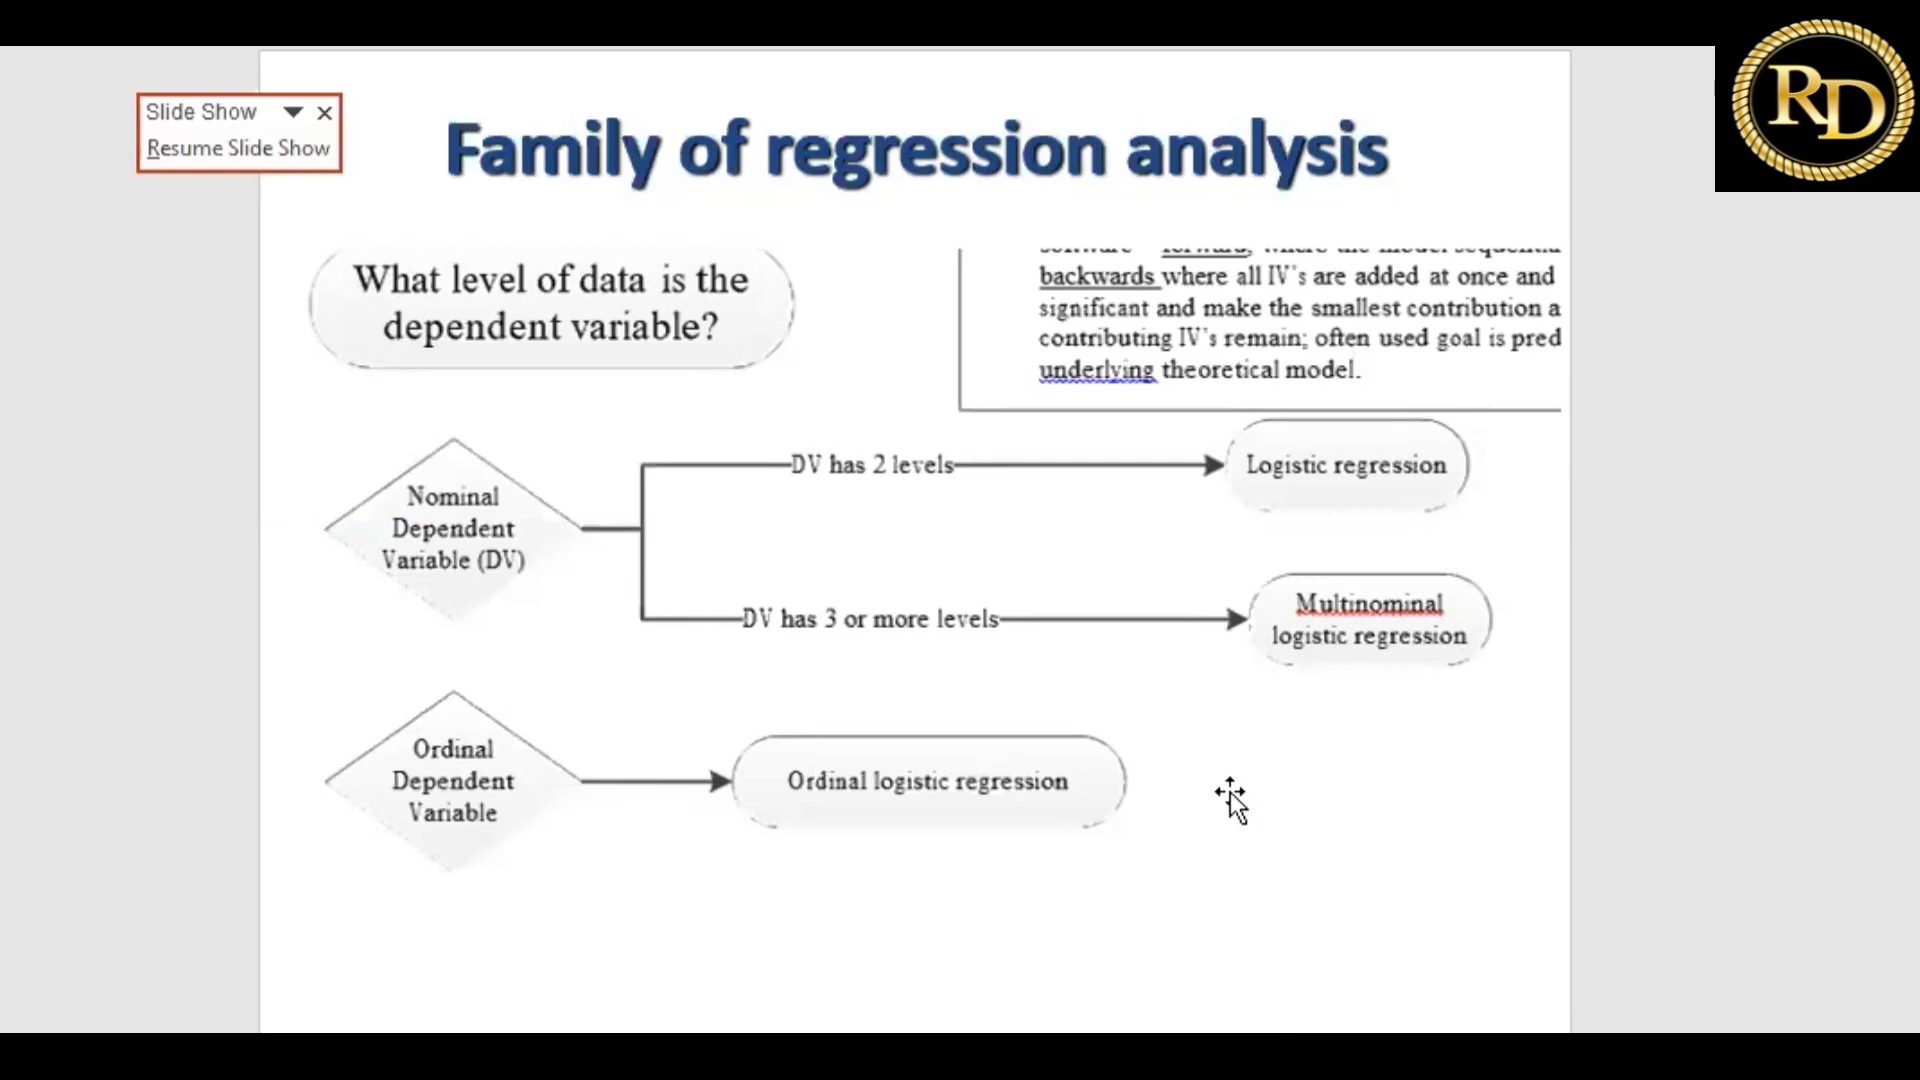 RD
Slide Show
Resume Slide Show
Family of regression analysis
What level of data is the
dependent variable?
backwards where all IV's are added at once and
significant and make the smallest contribution a
contributing IV's remain; often used goal is pred
underlying theoretical model.
DV has 2 levels
Logistic regression
Nominal
Dependent
Variable (DV)
DV has 3 or more levels
Multinominal
logistic regression
Ordinal
Dependent
Variable
Ordinal logistic regression